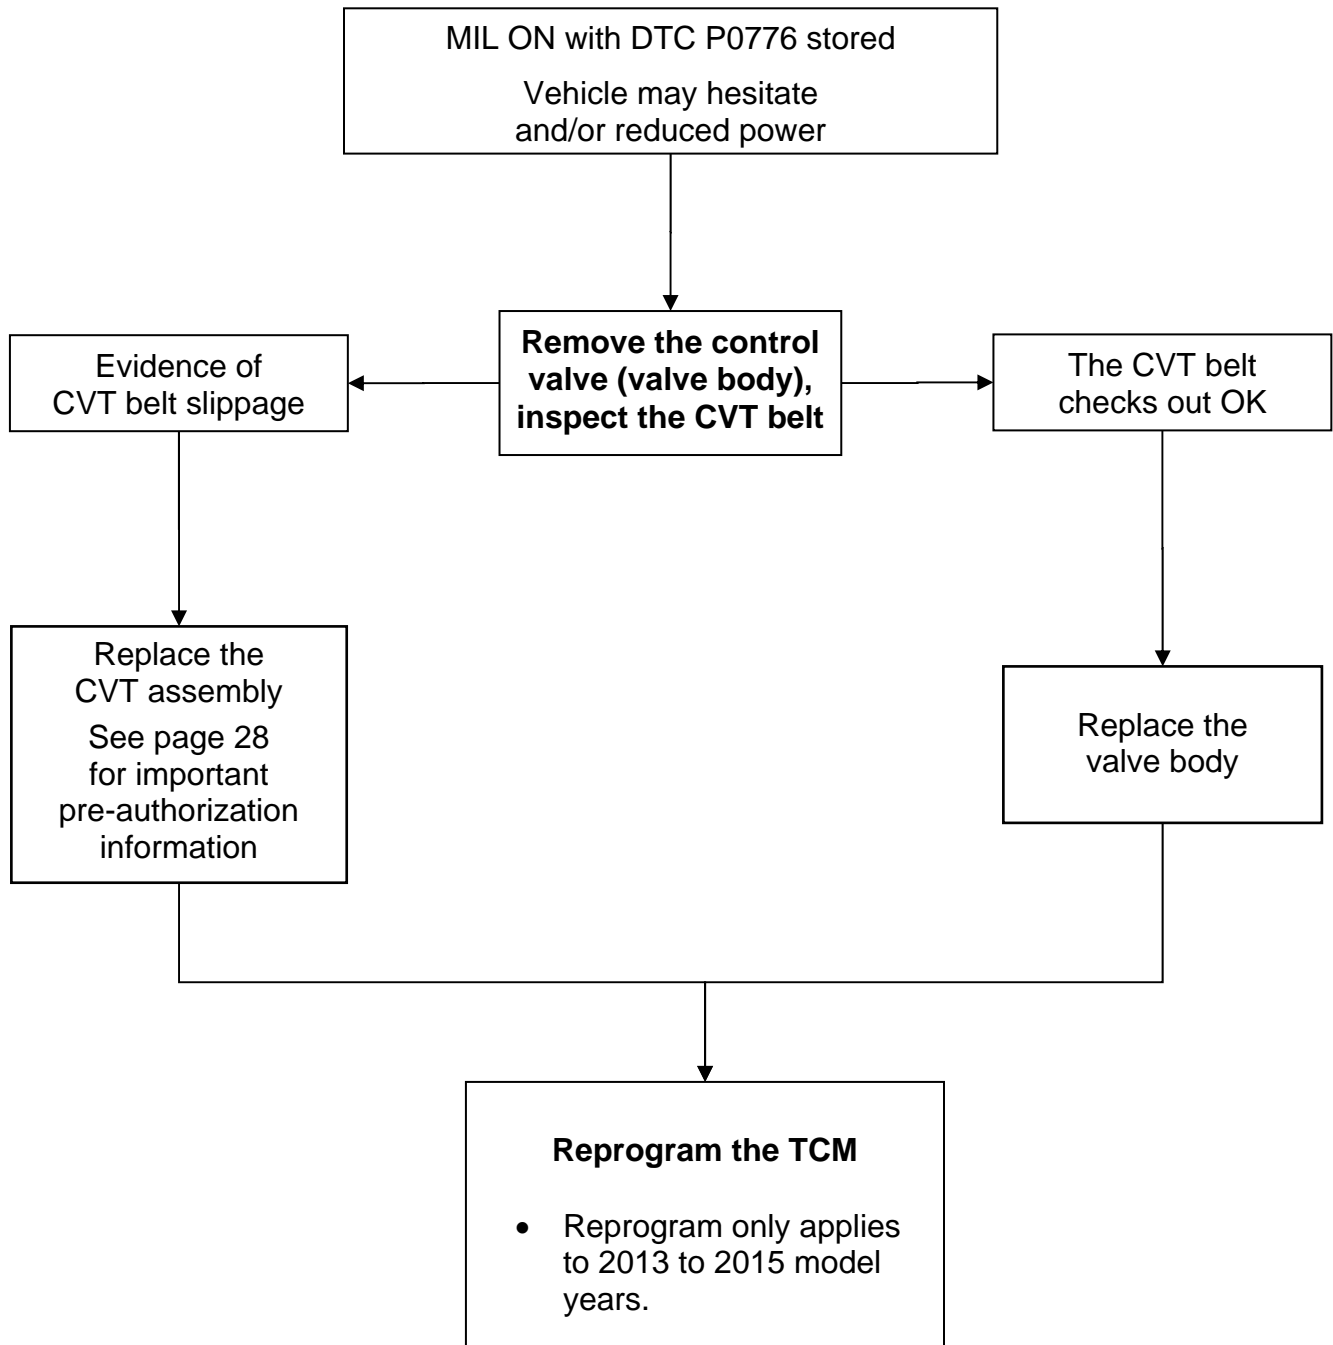 MIL ON with DTC P0776 stored
Vehicle may hesitate
and/or reduced power
Evidence of
CVT belt slippage
Remove the control
valve (valve body),
inspect the CVT belt
The CVT belt
checks out OK
Replace the
CVT assembly
See page 28
for important
pre-authorization
information
Replace the
valve body
Reprogram the TCM
• Reprogram only applies
to 2013 to 2015 model
years.